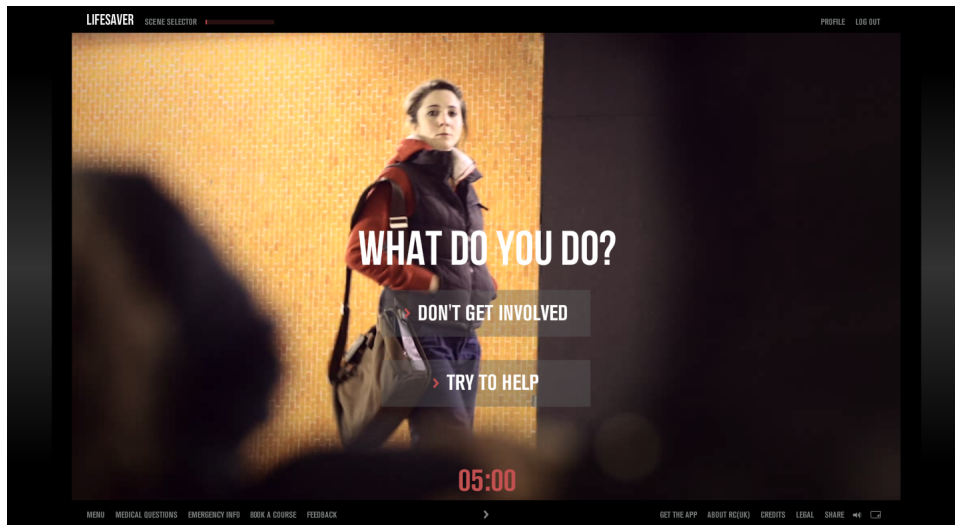 LIFESAVER SCENE SELECTOR PROFILE LOG OUT
WHAT DO YOU DO?
> DON'T GET INVOLVED
> TRY TO HELP
05:00
MENU MEDICAL QUESTIONS EMERGENCY INFO BOOK A COURSE FEEDBACK > GET THE APP ABOUT RC(UK) CREDITS LEGAL SHARE